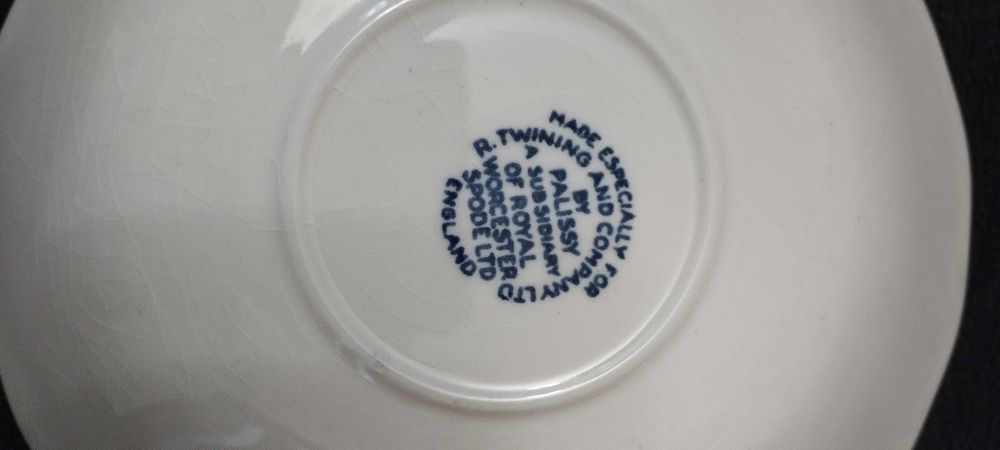 MADE ESPECIALLY FOR
R. TWINING AND COMPANY LTD
BY
PALISSY
A SUBSIDIARY
OF ROYAL
WORCESTER
SPODE LTD
ENGLAND